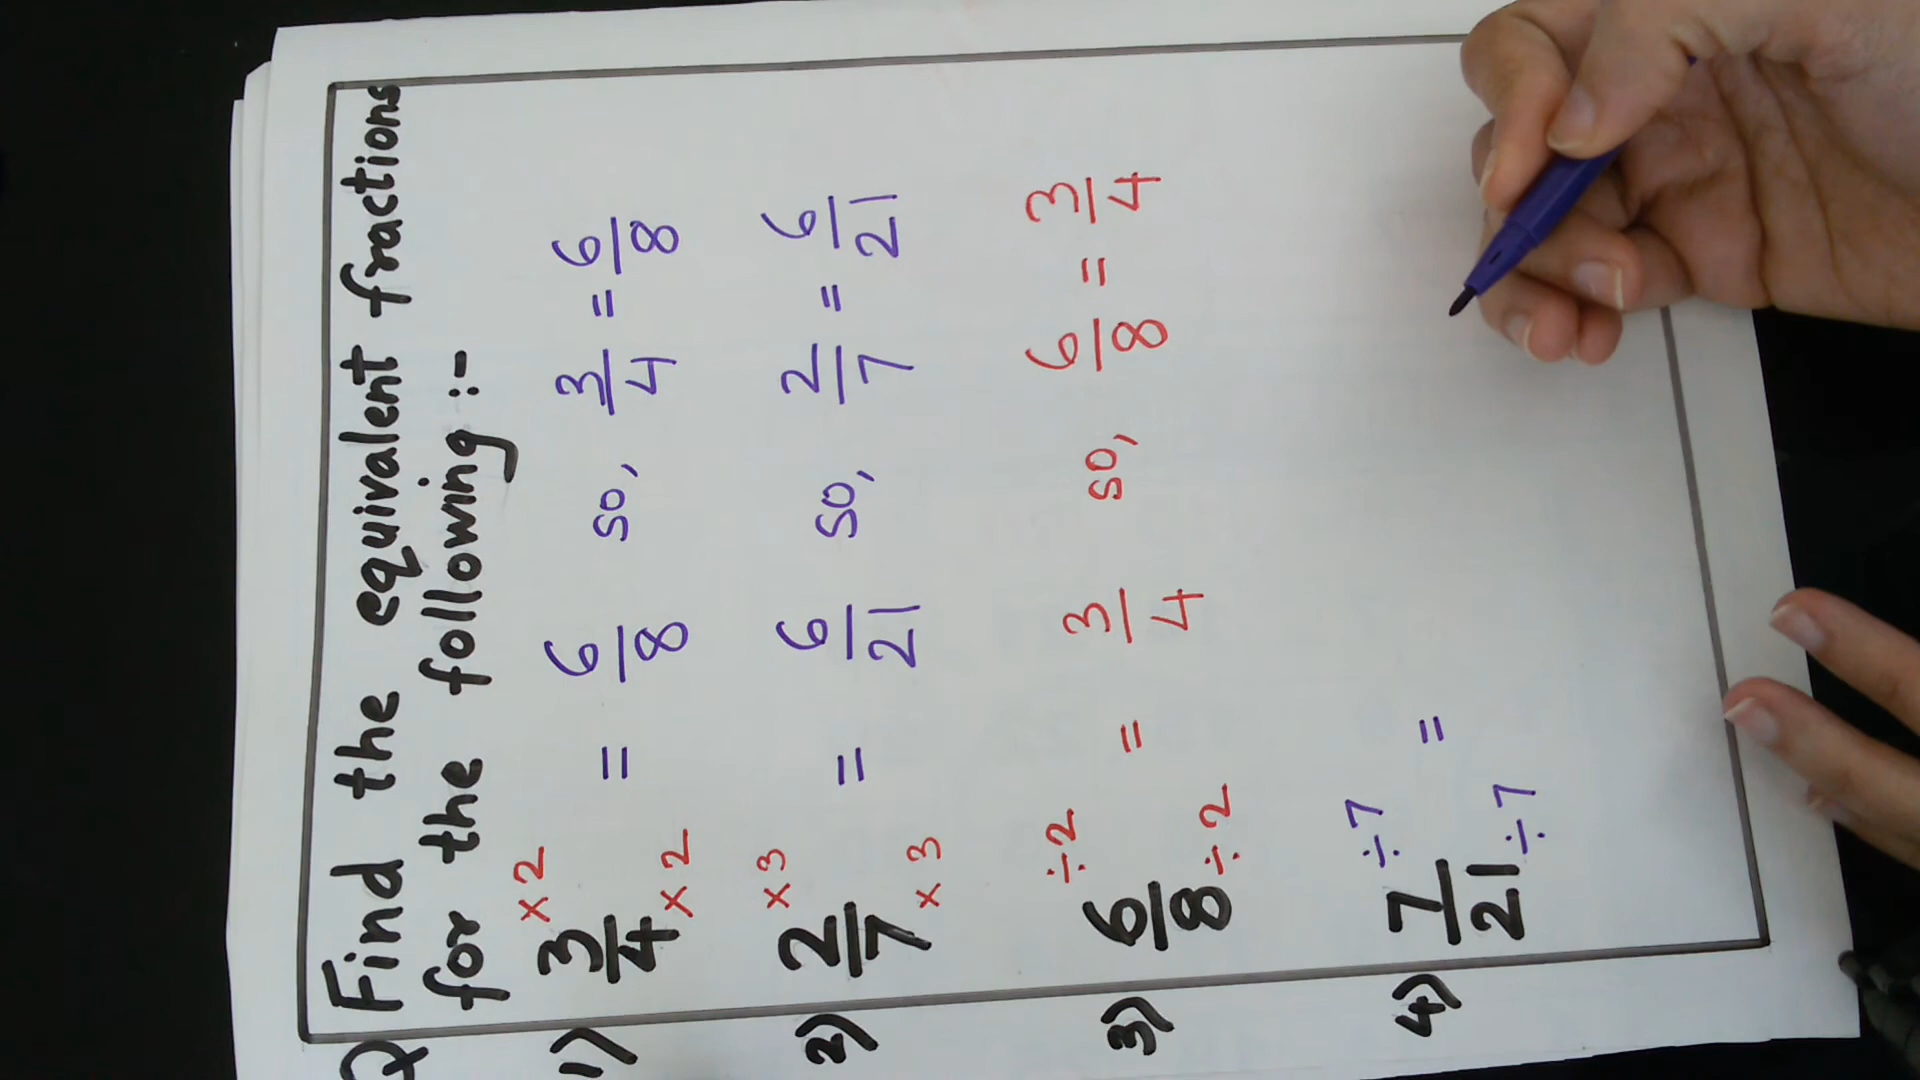 Q Find the equivalent fractions
for the following :-
1) 3/4 ×2 ×2 = 6/8 so, 3/4 = 6/8
2) 2/7 ×3 ×3 = 6/21 so, 2/7 = 6/21
3) 6/8 ÷2 ÷2 = 3/4 so, 6/8 = 3/4
4) 7/21 ÷7 ÷7 =